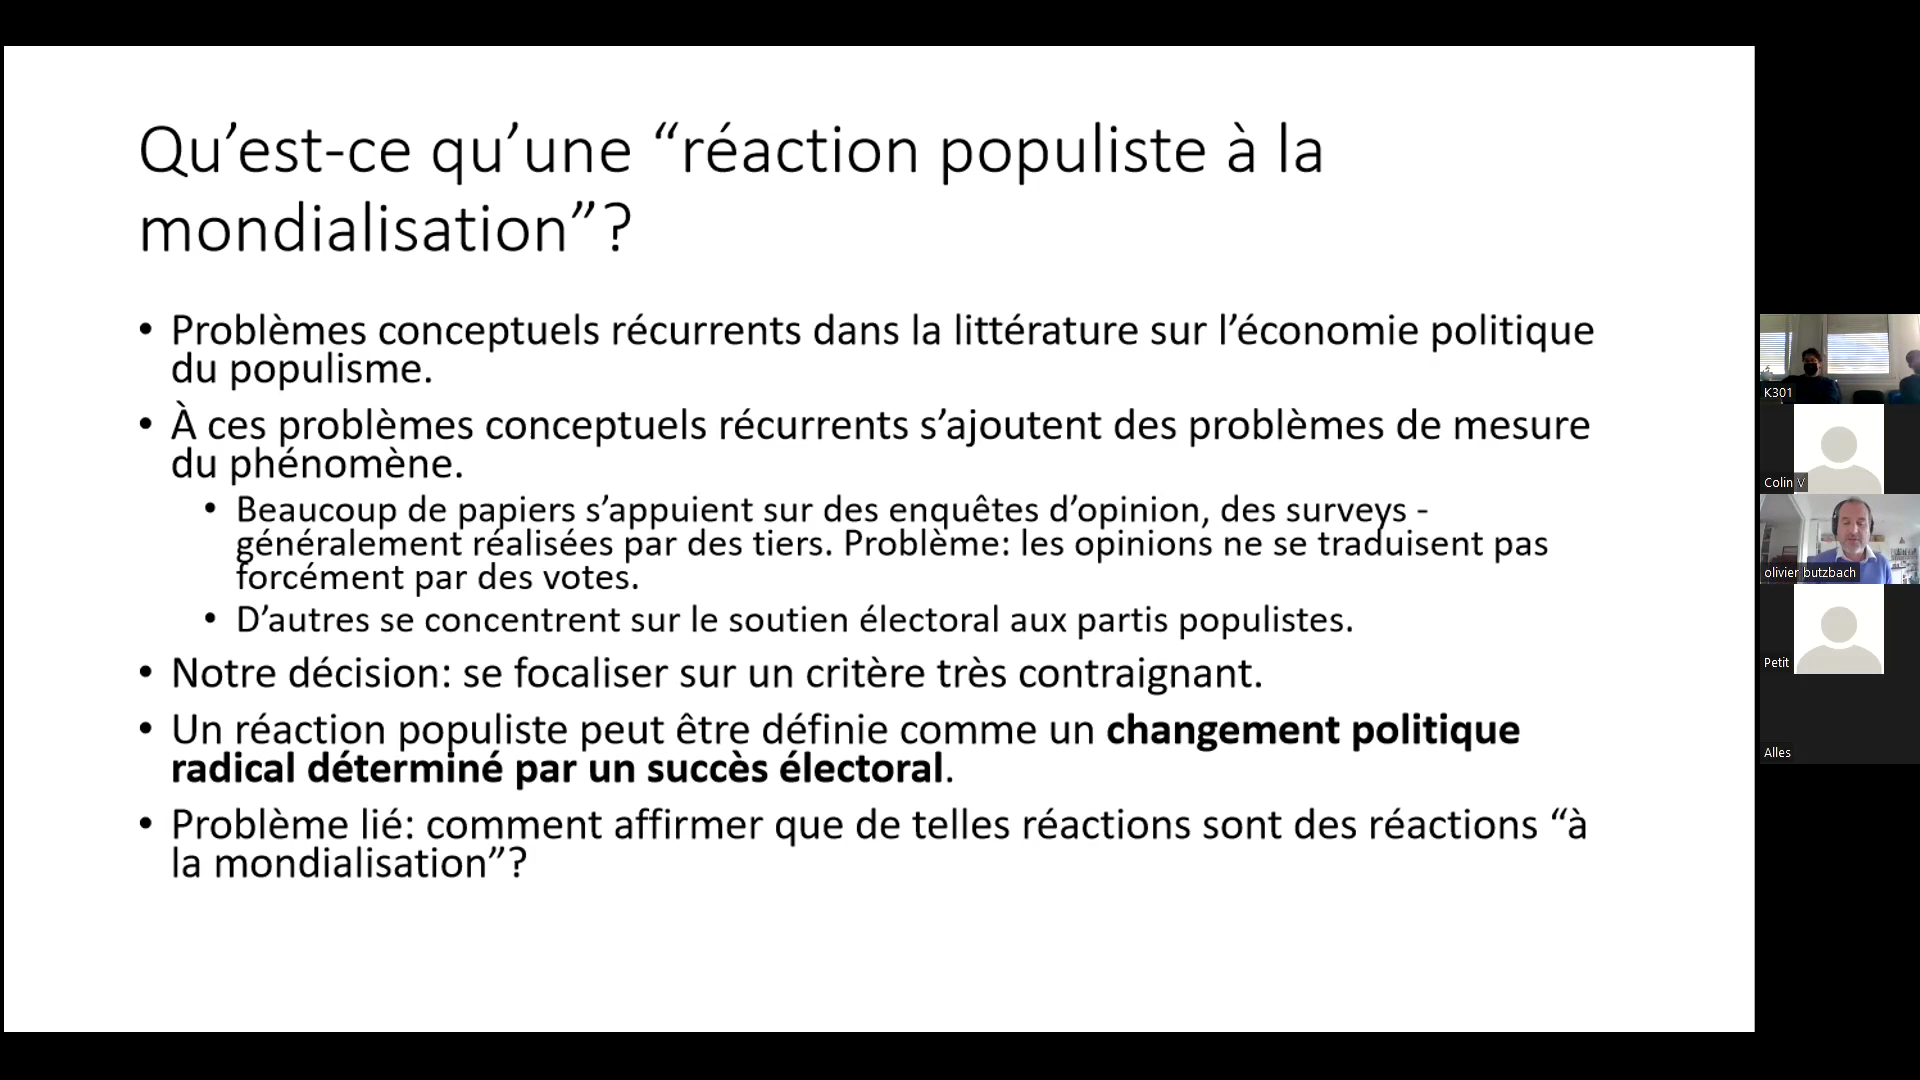 Qu’est-ce qu’une “réaction populiste à la
mondialisation”?
• Problèmes conceptuels récurrents dans la littérature sur l’économie politique
du populisme.
• À ces problèmes conceptuels récurrents s’ajoutent des problèmes de mesure
du phénomène.
• Beaucoup de papiers s’appuient sur des enquêtes d’opinion, des surveys -
généralement réalisées par des tiers. Problème: les opinions ne se traduisent pas
forcément par des votes.
• D’autres se concentrent sur le soutien électoral aux partis populistes.
• Notre décision: se focaliser sur un critère très contraignant.
• Un réaction populiste peut être définie comme un changement politique
radical déterminé par un succès électoral.
• Problème lié: comment affirmer que de telles réactions sont des réactions “à
la mondialisation”?
K301
Colin V
olivier butzbach
Petit
Alles